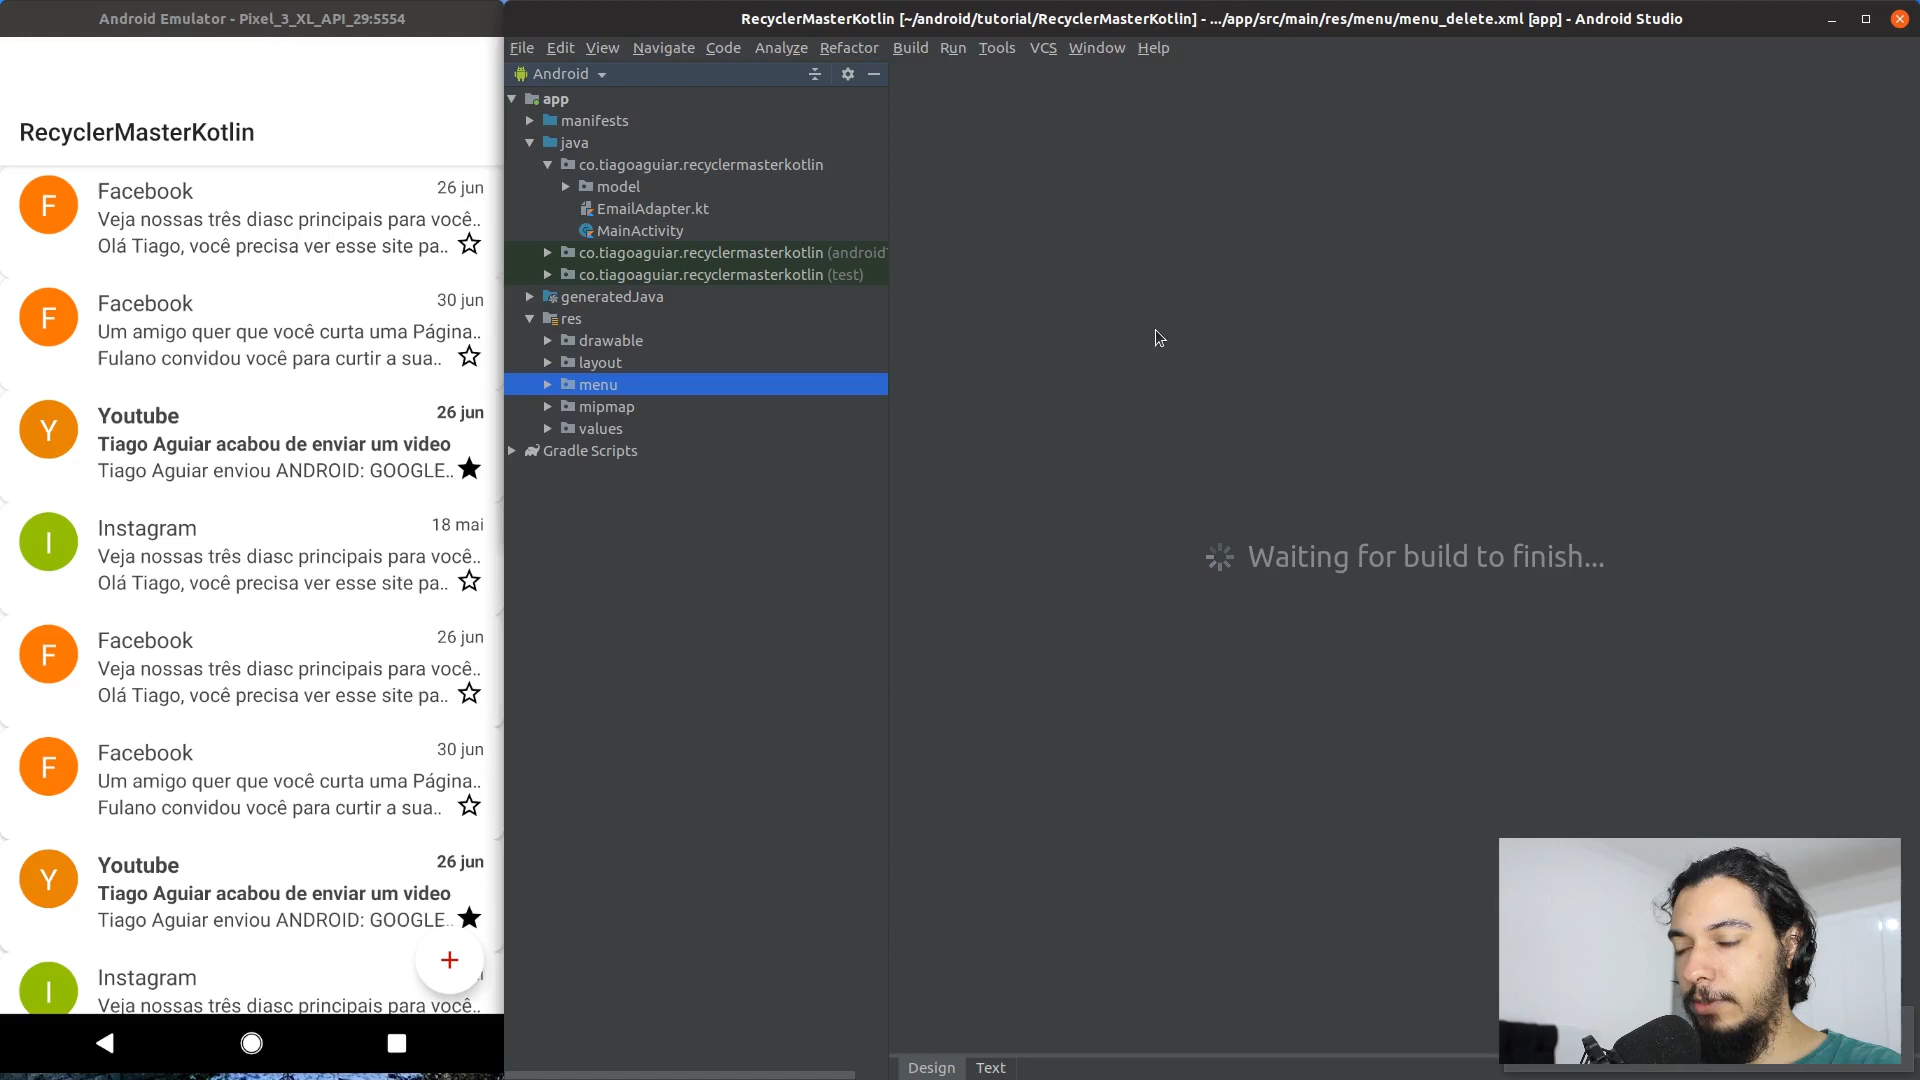 Android Emulator - Pixel_3_XL_API_29:5554
RecyclerMasterKotlin
F
Facebook
26 jun
Veja nossas três diasc principais para você..
Olá Tiago, você precisa ver esse site pa..
F
Facebook
30 jun
Um amigo quer que você curta uma Página..
Fulano convidou você para curtir a sua..
Y
Youtube
26 jun
Tiago Aguiar acabou de enviar um video
Tiago Aguiar enviou ANDROID: GOOGLE..
I
Instagram
18 mai
Veja nossas três diasc principais para você..
Olá Tiago, você precisa ver esse site pa..
F
Facebook
26 jun
Veja nossas três diasc principais para você..
Olá Tiago, você precisa ver esse site pa..
F
Facebook
30 jun
Um amigo quer que você curta uma Página..
Fulano convidou você para curtir a sua..
Y
Youtube
26 jun
Tiago Aguiar acabou de enviar um video
Tiago Aguiar enviou ANDROID: GOOGLE..
I
Instagram
Veja nossas três diasc principais para você..
+
RecyclerMasterKotlin [~/android/tutorial/RecyclerMasterKotlin] - .../app/src/main/res/menu/menu_delete.xml [app] - Android Studio
File Edit View Navigate Code Analyze Refactor Build Run Tools VCS Window Help
Android
app
manifests
java
co.tiagoaguiar.recyclermasterkotlin
model
EmailAdapter.kt
MainActivity
co.tiagoaguiar.recyclermasterkotlin (android
co.tiagoaguiar.recyclermasterkotlin (test)
generatedJava
res
drawable
layout
menu
mipmap
values
Gradle Scripts
Waiting for build to finish...
Design Text